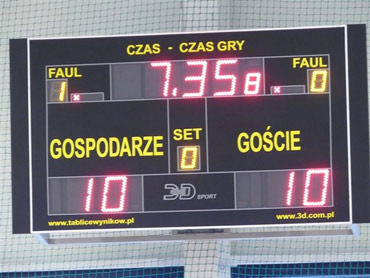 CZAS - CZAS GRY
FAUL 7.35 8 FAUL
1 0
GOSPODARZE SET GOŚCIE
0
10 3D SPORT 10
www.tablicewynikow.pl www.3d.com.pl